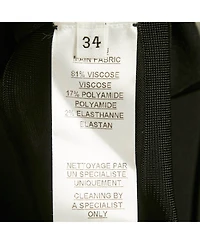 34
MAIN FABRIC
81% VISCOSE
VISCOSE
17% POLYAMIDE
POLYAMIDE
2% ELASTHANNE
ELASTAN
NETTOYAGE PAR
UN SPECIALISTE
UNIQUEMENT
CLEANING BY
A SPECIALIST
ONLY